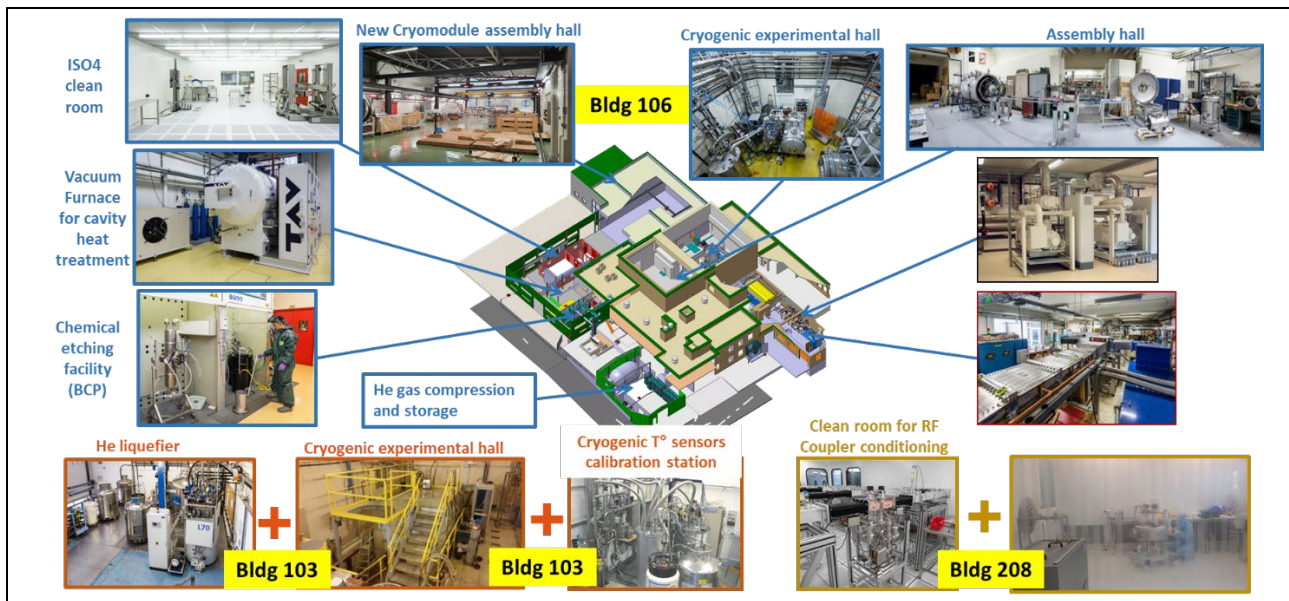 New Cryomodule assembly hall
Cryogenic experimental hall
Assembly hall
ISO4
clean
room
Bldg 106
Vacuum
Furnace
for cavity
heat
treatment
TAV
TAV
Chemical
etching
facility
(BCP)
He gas compression
and storage
He liquefier
Cryogenic experimental hall
Cryogenic T° sensors
calibration station
Clean room for RF
Coupler conditioning
L70
+
+
+
Bldg 103
Bldg 103
Bldg 208